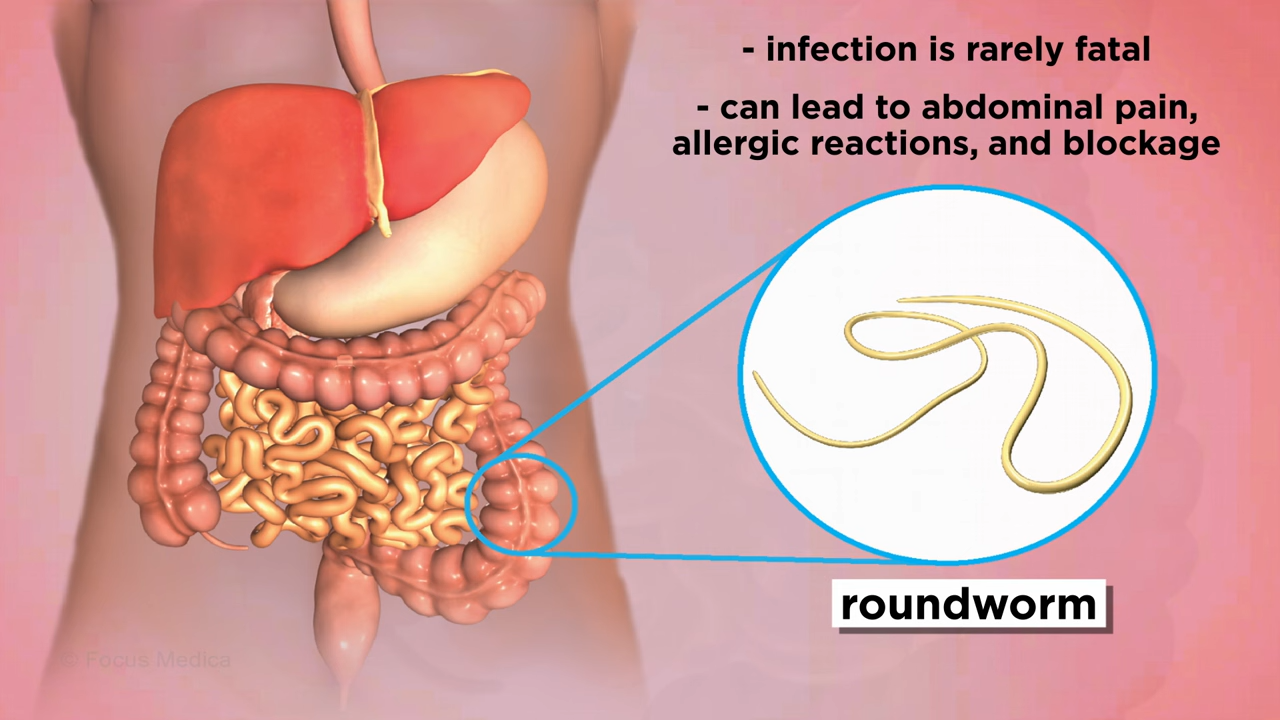 - infection is rarely fatal
- can lead to abdominal pain,
allergic reactions, and blockage
roundworm
© Focus Medica